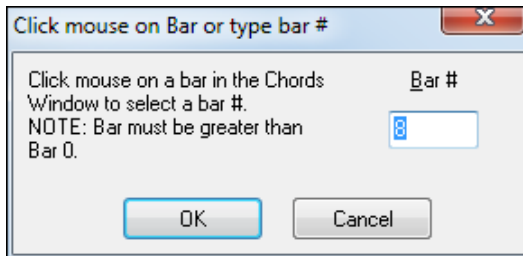 Click mouse on Bar or type bar #
x
Click mouse on a bar in the Chords
Window to select a bar #.
NOTE: Bar must be greater than
Bar 0.
Bar #
8
OK
Cancel